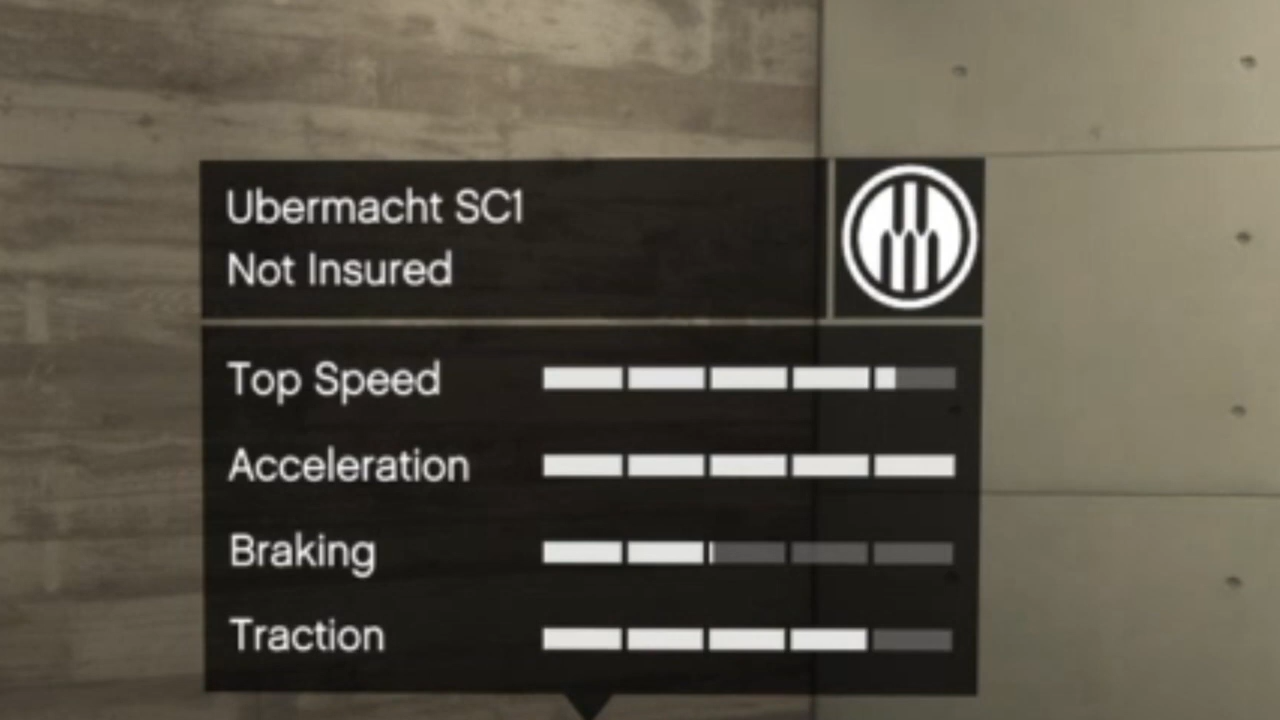 Ubermacht SC1
Not Insured
Top Speed
Acceleration
Braking
Traction